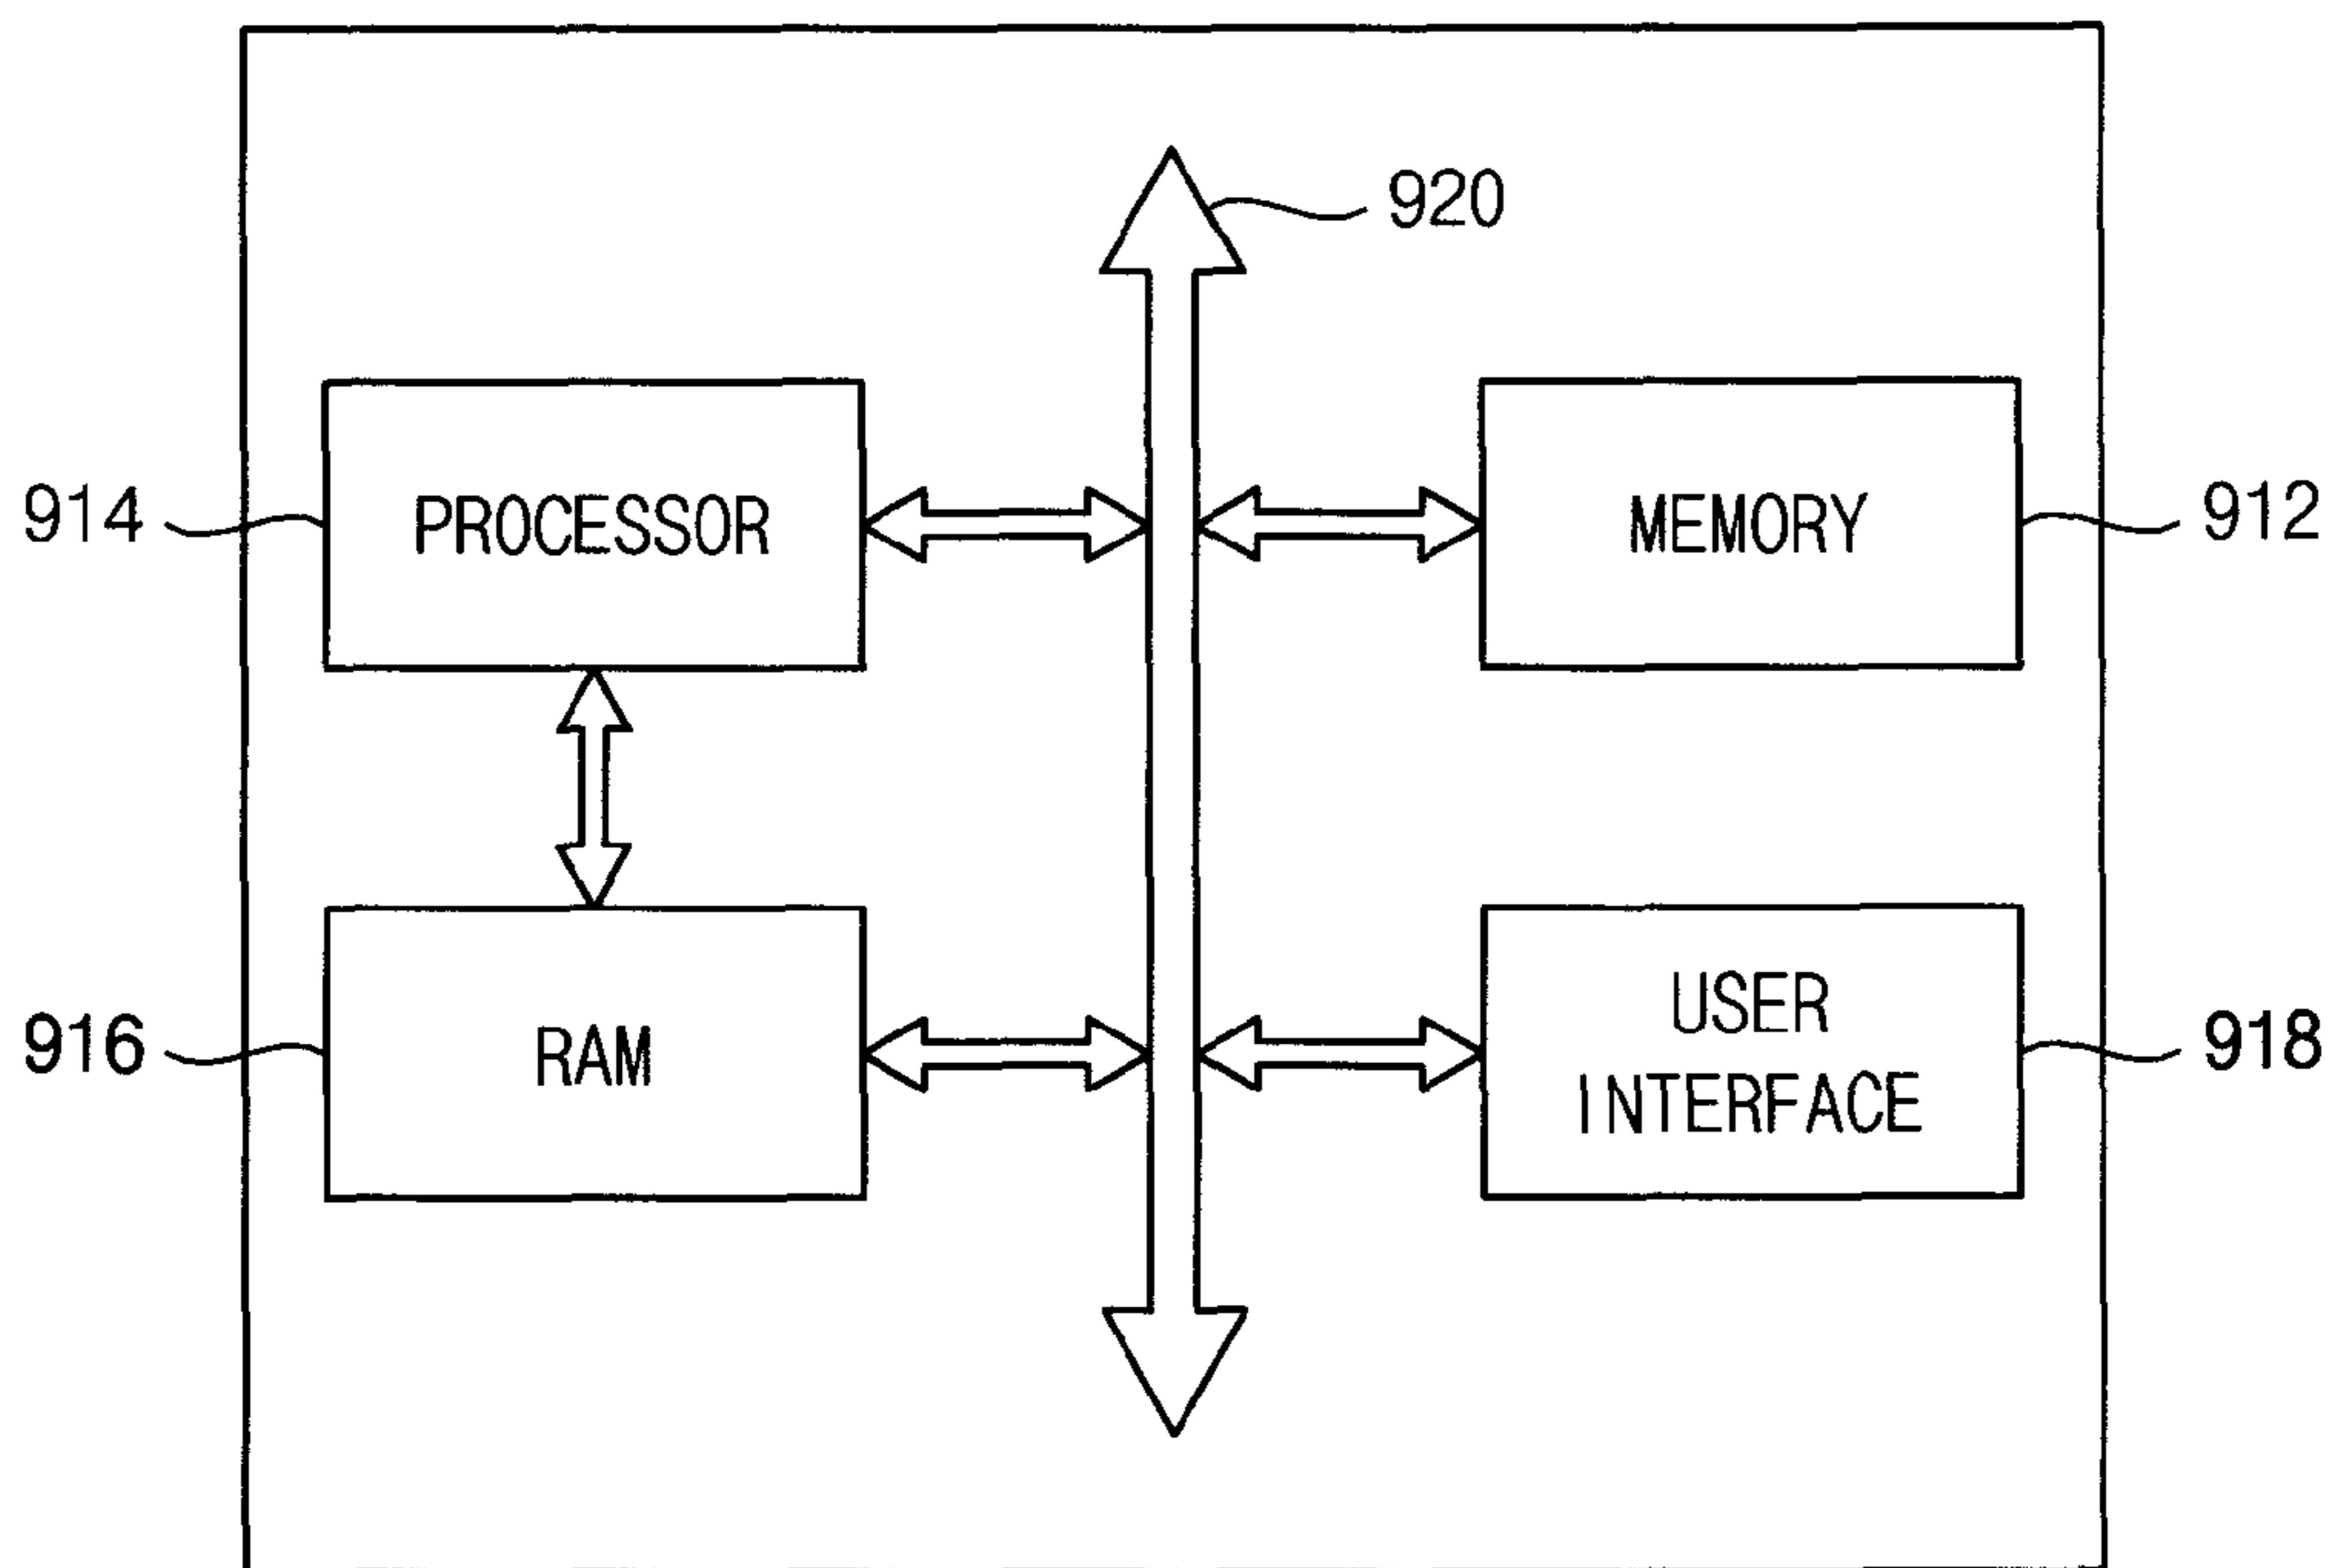 920
914
PROCESSOR
MEMORY
912
916
RAM
USER
INTERFACE
918